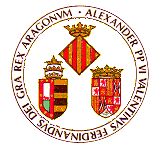 ALEXANDER PP VI VALENTINVS FERDINANDVS DEI GRA REX ARAGONVM